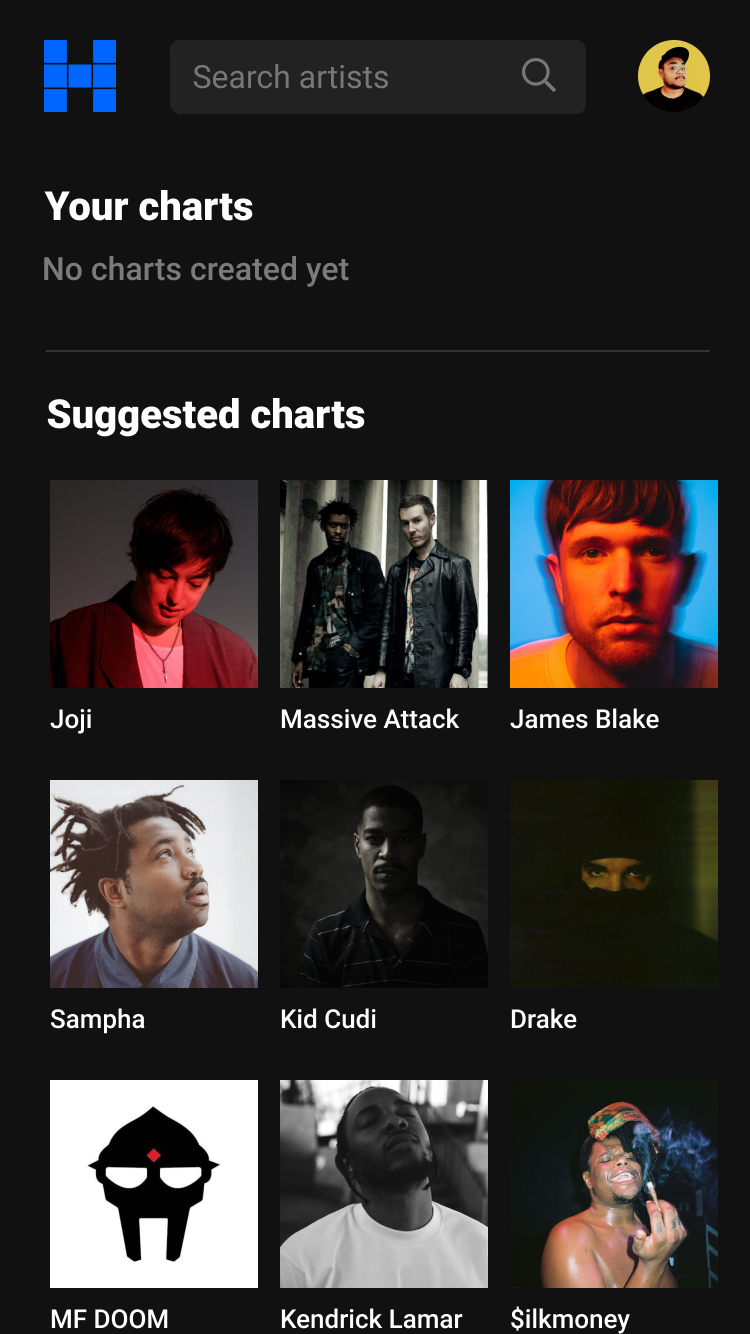 Search artists
Your charts
No charts created yet
Suggested charts
Joji
Massive Attack
James Blake
Sampha
Kid Cudi
Drake
MF DOOM
Kendrick Lamar
$ilkmoney